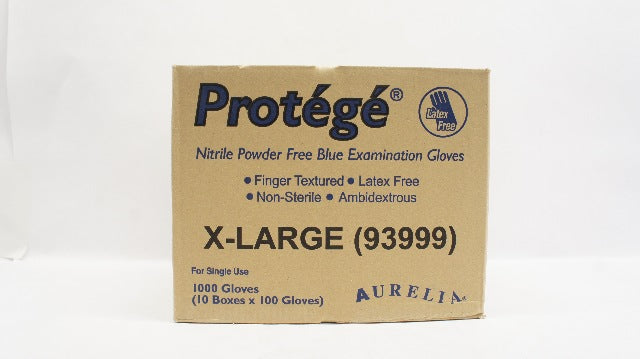 Protégé®
Latex
Free
Nitrile Powder Free Blue Examination Gloves
• Finger Textured • Latex Free
• Non-Sterile • Ambidextrous
X-LARGE (93999)
For Single Use
1000 Gloves
(10 Boxes x 100 Gloves)
AURELIA®